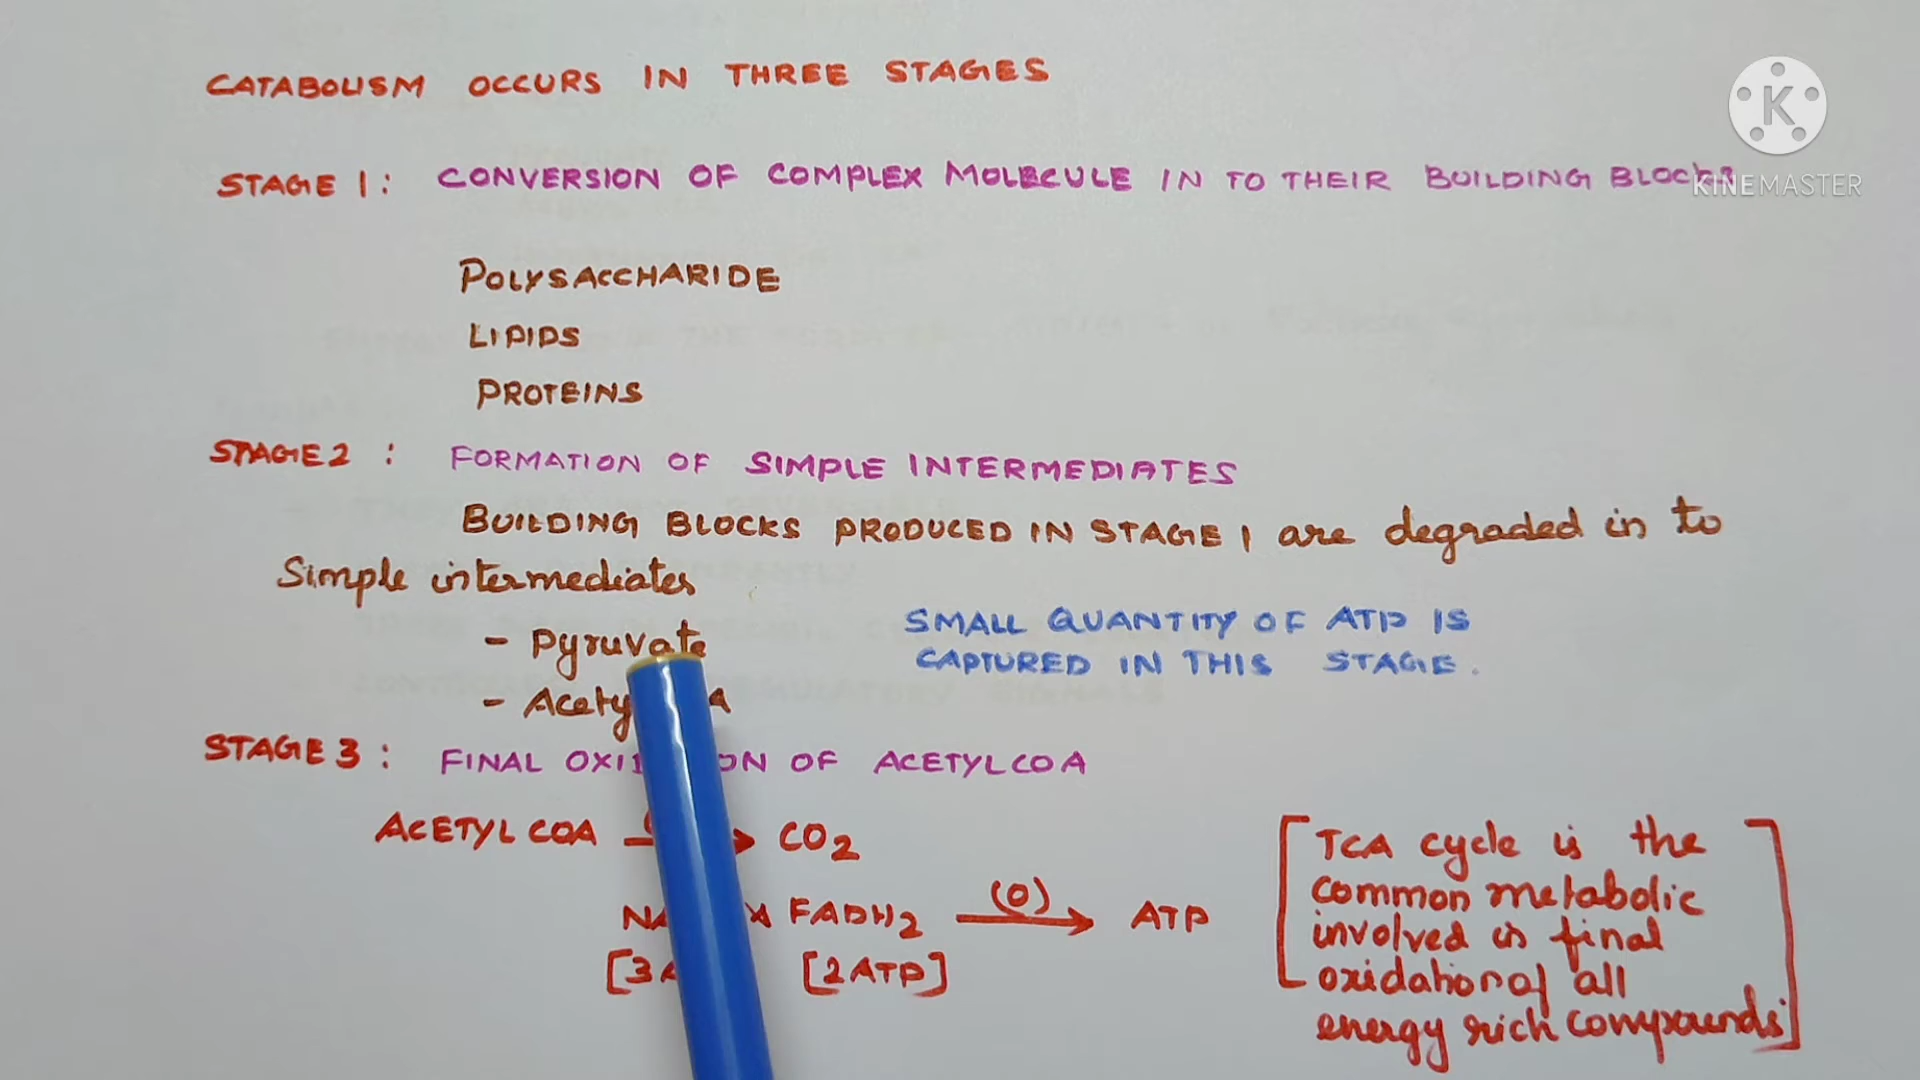 CATABOLISM OCCURS IN THREE STAGES
K
KINEMASTER
STAGE 1: CONVERSION OF COMPLEX MOLECULE IN TO THEIR BUILDING BLOCKS
POLYSACCHARIDE
LIPIDS
PROTEINS
STAGE 2 : FORMATION OF SIMPLE INTERMEDIATES
BUILDING BLOCKS PRODUCED IN STAGE 1 are degraded in to
Simple intermediates
- Pyruvate
SMALL QUANTITY OF ATP IS
CAPTURED IN THIS STAGE.
STAGE 3 : FINAL OF ACETYLCOA
ACETYL COA → CO2
FADH2 (O) → ATP
[2ATP]
[TCA cycle is the
common metabolic
involved in final
oxidation of all
energy rich compounds]